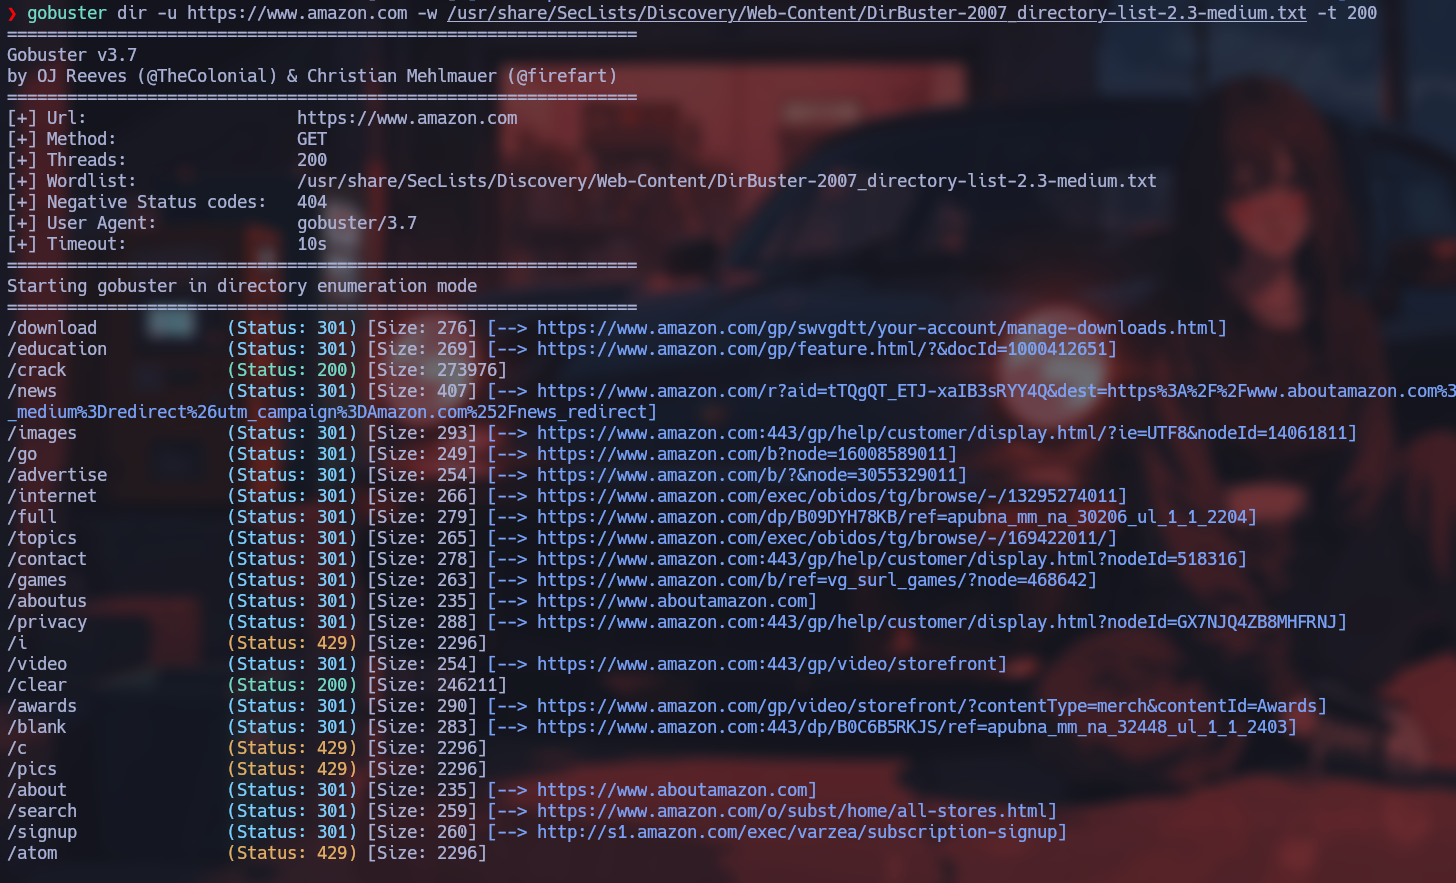 ❯ gobuster dir -u https://www.amazon.com -w /usr/share/SecLists/Discovery/Web-Content/DirBuster-2007_directory-list-2.3-medium.txt -t 200
===============================================================
Gobuster v3.7
by OJ Reeves (@TheColonial) & Christian Mehlmauer (@firefart)
===============================================================
[+] Url:                     https://www.amazon.com
[+] Method:                  GET
[+] Threads:                 200
[+] Wordlist:                /usr/share/SecLists/Discovery/Web-Content/DirBuster-2007_directory-list-2.3-medium.txt
[+] Negative Status codes:   404
[+] User Agent:              gobuster/3.7
[+] Timeout:                 10s
===============================================================
Starting gobuster in directory enumeration mode
===============================================================
/download             (Status: 301) [Size: 276] [--> https://www.amazon.com/gp/swvgdtt/your-account/manage-downloads.html]
/education            (Status: 301) [Size: 269] [--> https://www.amazon.com/gp/feature.html/?&docId=1000412651]
/crack                (Status: 200) [Size: 273976]
/news                 (Status: 301) [Size: 407] [--> https://www.amazon.com/r?aid=tTQgQT_ETJ-xaIB3sRYY4Q&dest=https%3A%2F%2Fwww.aboutamazon.com%3
_medium%3Dredirect%26utm_campaign%3DAmazon.com%252Fnews_redirect]
/images               (Status: 301) [Size: 293] [--> https://www.amazon.com:443/gp/help/customer/display.html/?ie=UTF8&nodeId=14061811]
/go                   (Status: 301) [Size: 249] [--> https://www.amazon.com/b?node=16008589011]
/advertise            (Status: 301) [Size: 254] [--> https://www.amazon.com/b/?&node=3055329011]
/internet             (Status: 301) [Size: 266] [--> https://www.amazon.com/exec/obidos/tg/browse/-/13295274011]
/full                 (Status: 301) [Size: 279] [--> https://www.amazon.com/dp/B09DYH78KB/ref=apubna_mm_na_30206_ul_1_1_2204]
/topics               (Status: 301) [Size: 265] [--> https://www.amazon.com/exec/obidos/tg/browse/-/169422011/]
/contact              (Status: 301) [Size: 278] [--> https://www.amazon.com:443/gp/help/customer/display.html?nodeId=518316]
/games                (Status: 301) [Size: 263] [--> https://www.amazon.com/b/ref=vg_surl_games/?node=468642]
/aboutus              (Status: 301) [Size: 235] [--> https://www.aboutamazon.com]
/privacy              (Status: 301) [Size: 288] [--> https://www.amazon.com:443/gp/help/customer/display.html?nodeId=GX7NJQ4ZB8MHFRNJ]
/i                    (Status: 429) [Size: 2296]
/video                (Status: 301) [Size: 254] [--> https://www.amazon.com:443/gp/video/storefront]
/clear                (Status: 200) [Size: 246211]
/awards               (Status: 301) [Size: 290] [--> https://www.amazon.com/gp/video/storefront/?contentType=merch&contentId=Awards]
/blank                (Status: 301) [Size: 283] [--> https://www.amazon.com:443/dp/B0C6B5RKJS/ref=apubna_mm_na_32448_ul_1_1_2403]
/c                    (Status: 429) [Size: 2296]
/pics                 (Status: 429) [Size: 2296]
/about                (Status: 301) [Size: 235] [--> https://www.aboutamazon.com]
/search               (Status: 301) [Size: 259] [--> https://www.amazon.com/o/subst/home/all-stores.html]
/signup               (Status: 301) [Size: 260] [--> http://s1.amazon.com/exec/varzea/subscription-signup]
/atom                 (Status: 429) [Size: 2296]